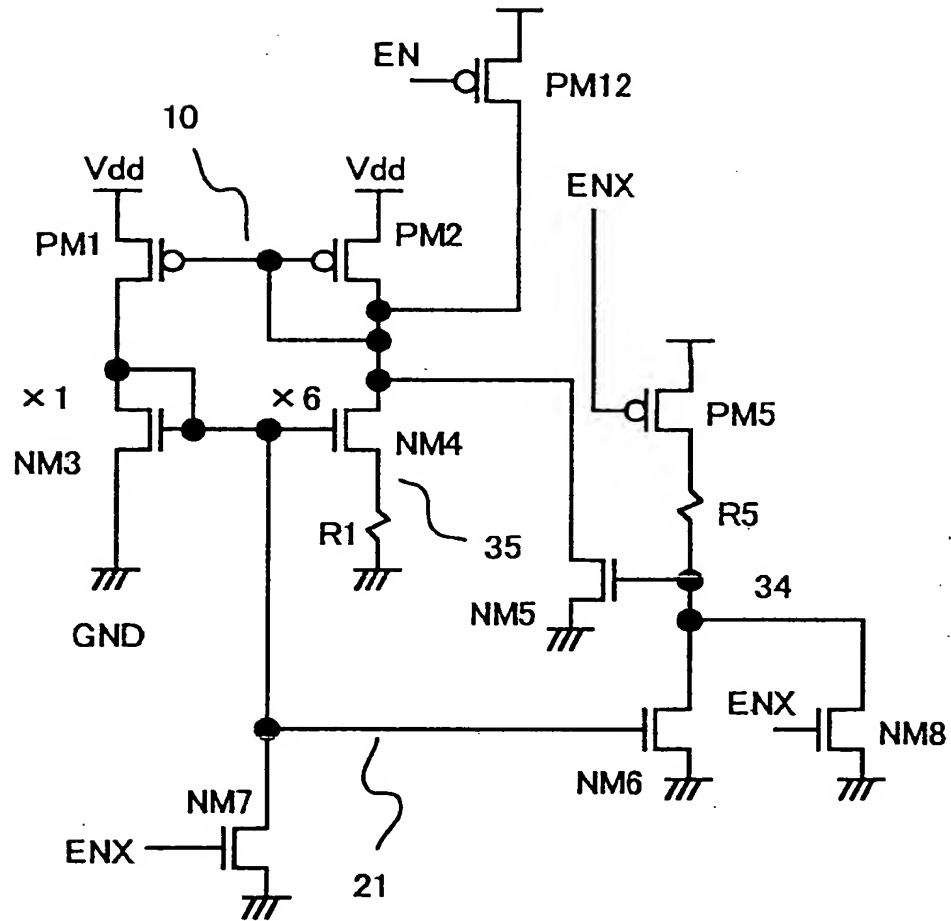 EN
PM12
10
Vdd
Vdd
ENX
PM1
PM2
×1
×6
PM5
NM3
NM4
R1
35
R5
NM5
34
GND
ENX
NM8
NM7
NM6
ENX
21